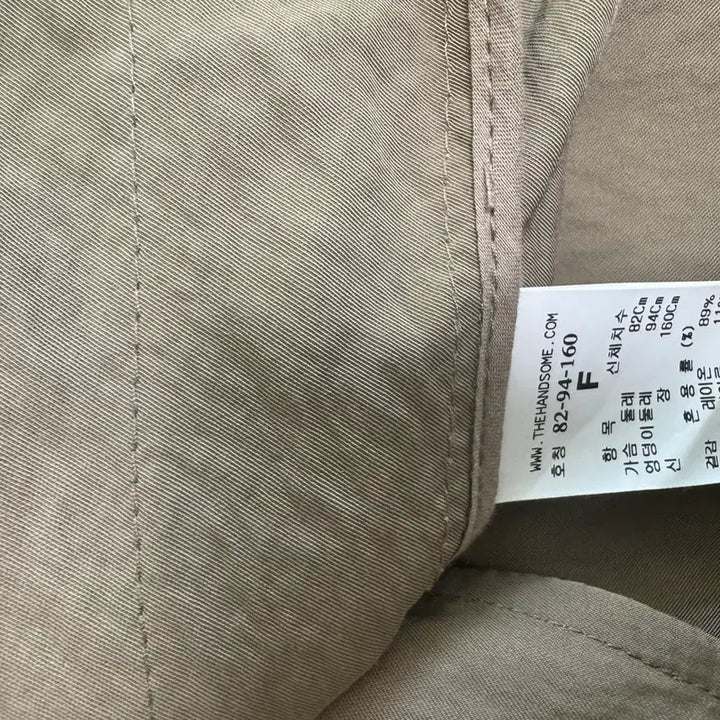 WWW.THEHANDSOME.COM
호칭 82-94-160
F
항 목 신체치수
가슴 둘레 82Cm
엉덩이둘레 94Cm
신 장 160Cm
혼 용 률 (%)
겉감 레이온 89%